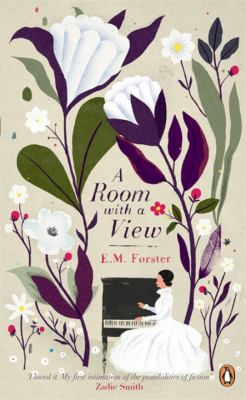 A
Room
with a
View
E.M. Forster
'I loved it. My first intimation of the possibilities of fiction'
Zadie Smith